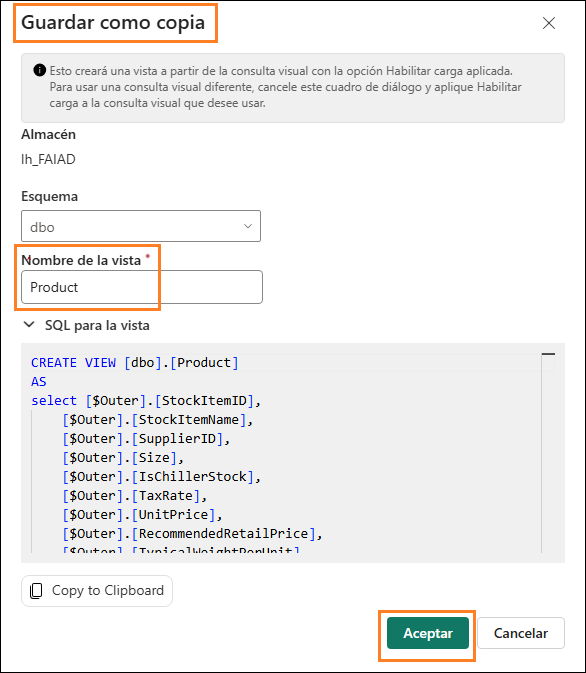 Guardar como copia
Esto creará una vista a partir de la consulta visual con la opción Habilitar carga aplicada.
Para usar una consulta visual diferente, cancele este cuadro de diálogo y aplique Habilitar
carga a la consulta visual que desee usar.
Almacén
lh_FAIAD
Esquema
dbo
Nombre de la vista *
Product
SQL para la vista
CREATE VIEW [dbo].[Product]
AS
select [$Outer].[StockItemID],
[$Outer].[StockItemName],
[$Outer].[SupplierID],
[$Outer].[Size],
[$Outer].[IsChillerStock],
[$Outer].[TaxRate],
[$Outer].[UnitPrice],
[$Outer].[RecommendedRetailPrice],
[$Outer].[TypicalWeightPerUnit]
Copy to Clipboard
Aceptar
Cancelar